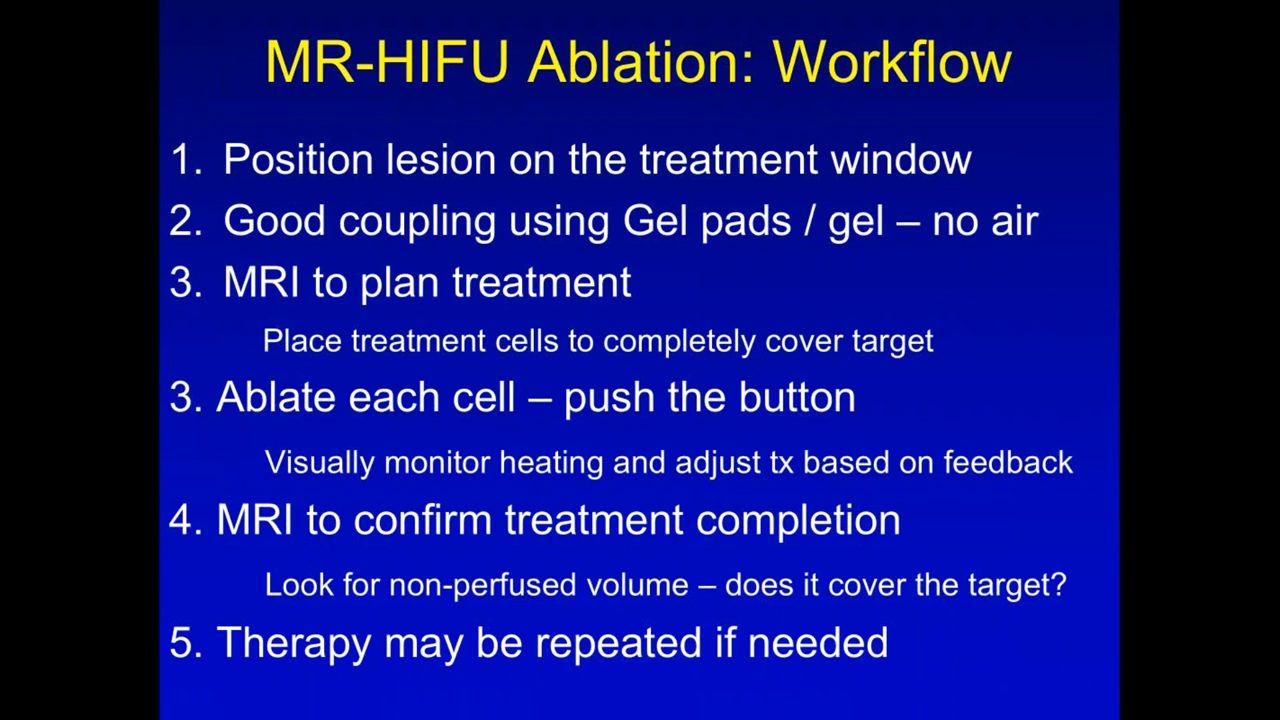 MR-HIFU Ablation: Workflow
1. Position lesion on the treatment window
2. Good coupling using Gel pads / gel – no air
3. MRI to plan treatment
Place treatment cells to completely cover target
3. Ablate each cell – push the button
Visually monitor heating and adjust tx based on feedback
4. MRI to confirm treatment completion
Look for non-perfused volume – does it cover the target?
5. Therapy may be repeated if needed